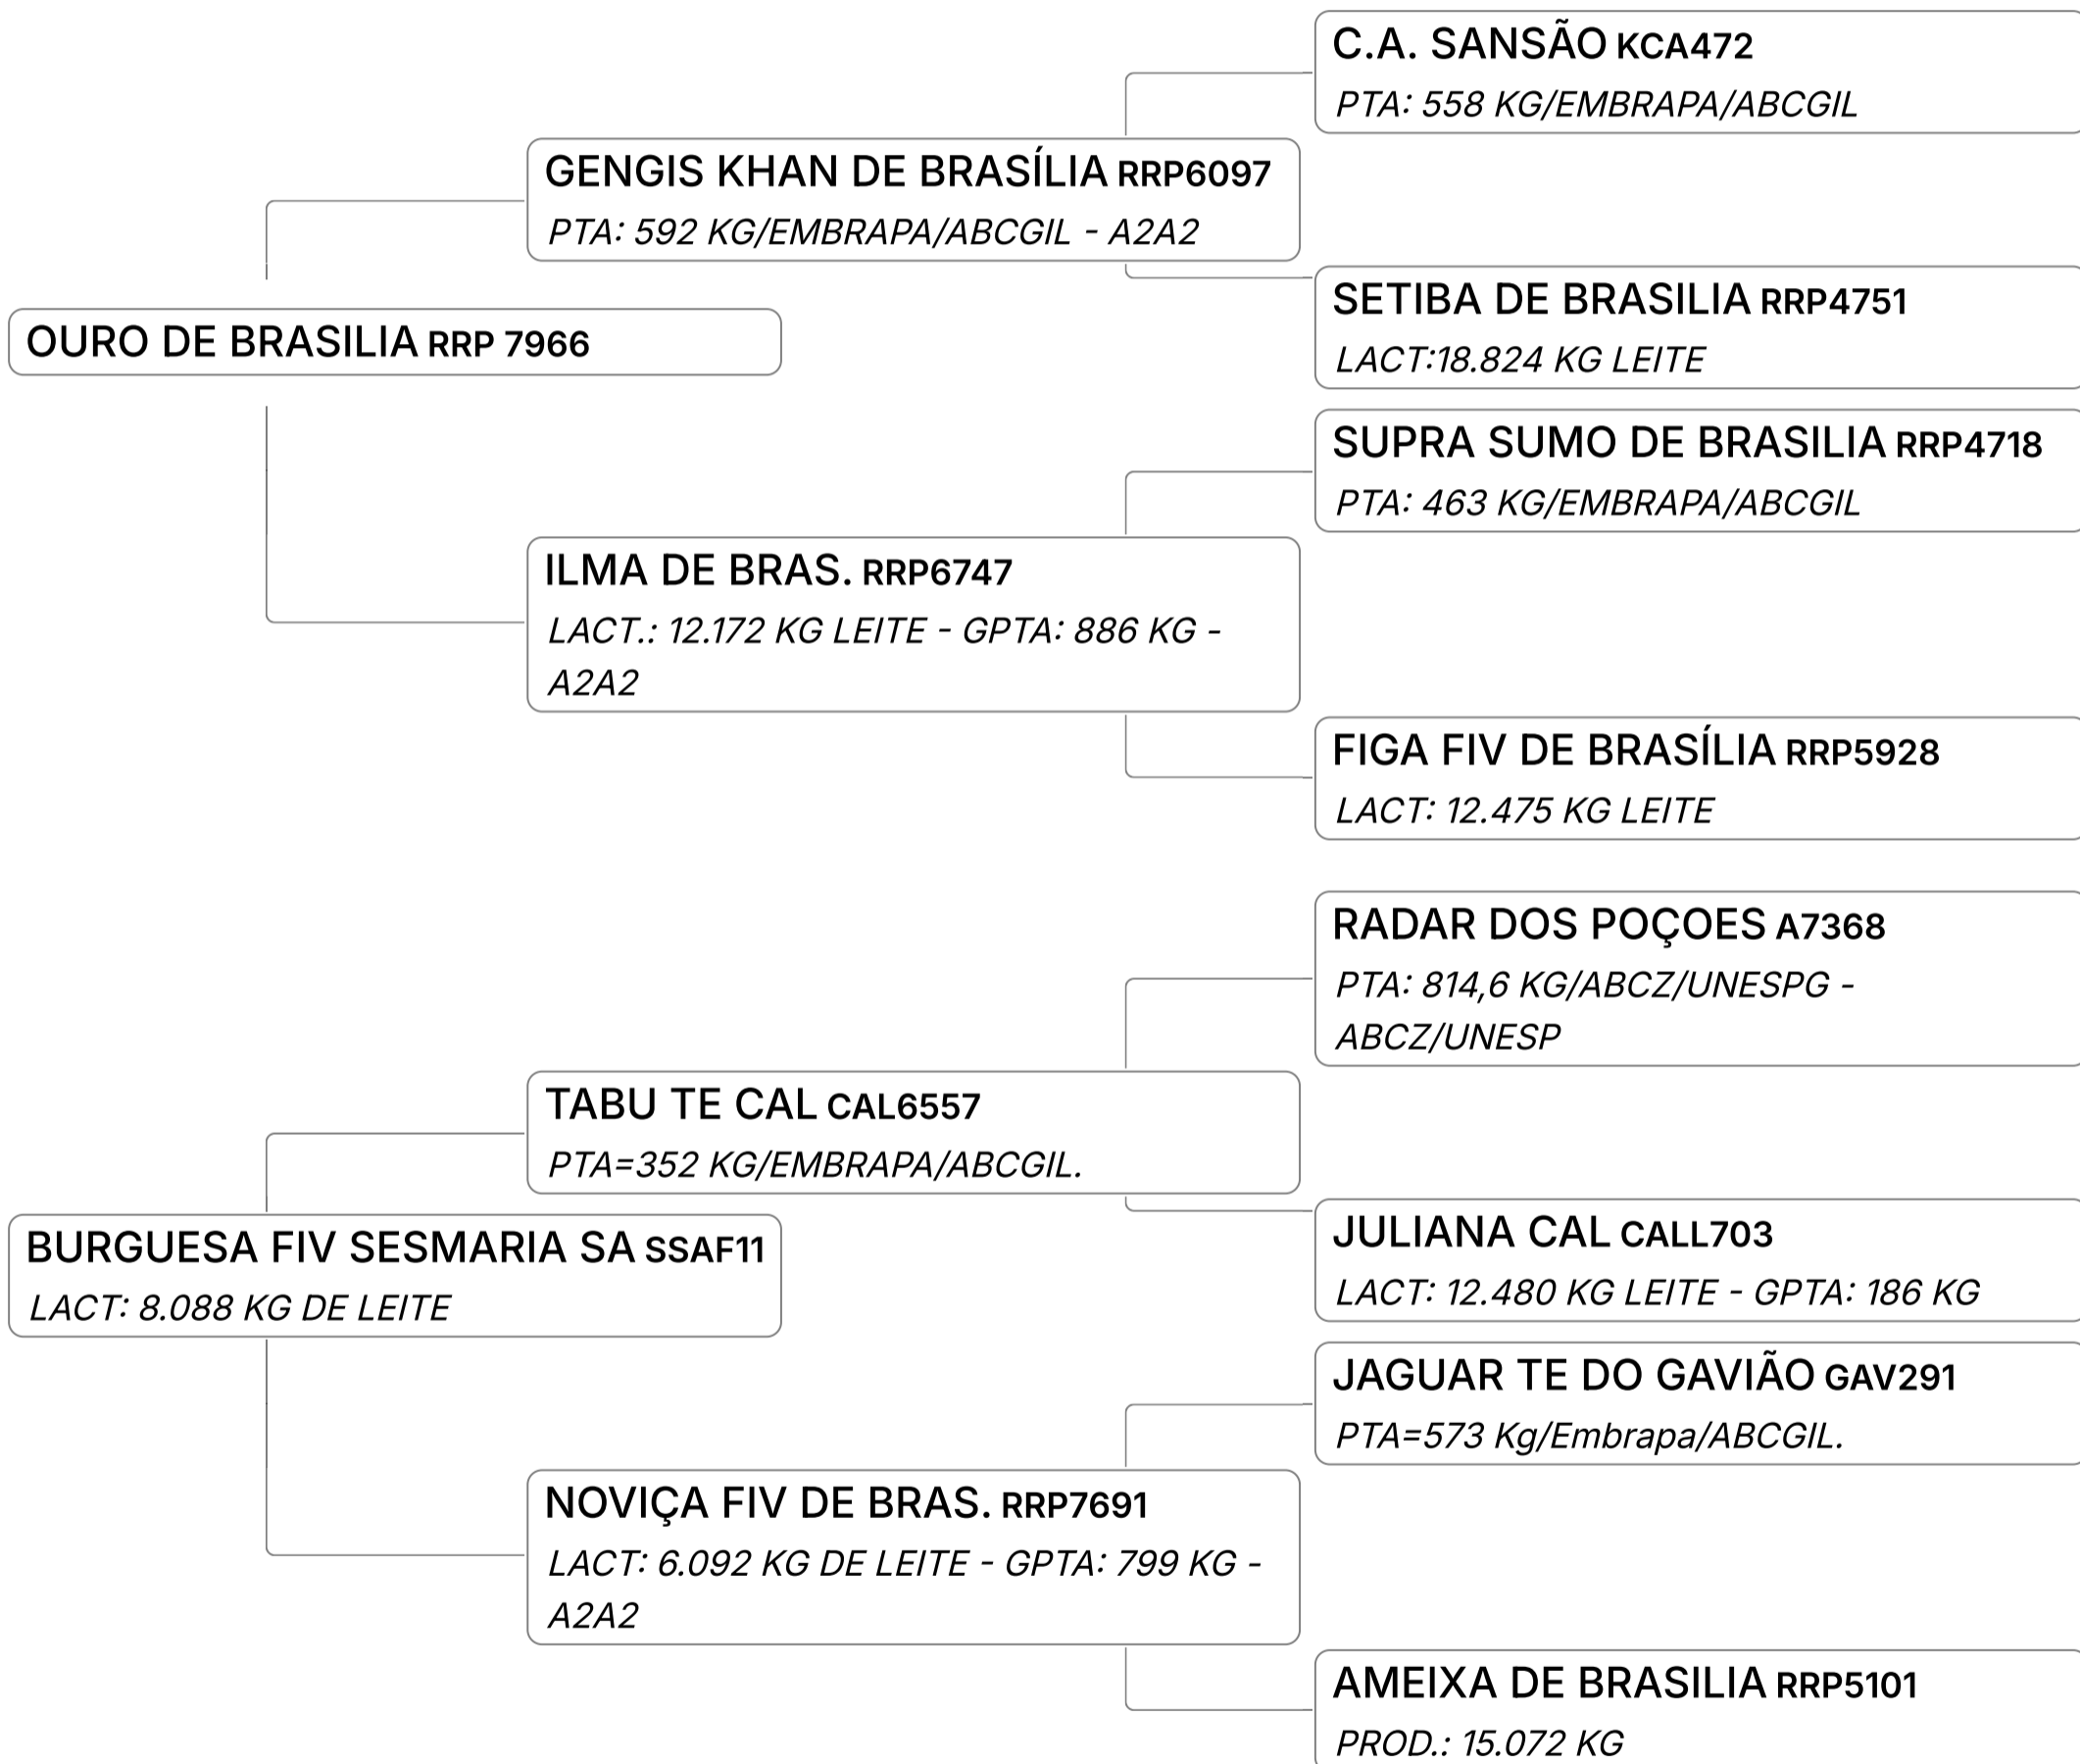 C.A. SANSÃO KCA472
PTA: 558 KG/EMBRAPA/ABCGIL
GENGIS KHAN DE BRASÍLIA RRP6097
PTA: 592 KG/EMBRAPA/ABCGIL - A2A2
SETIBA DE BRASILIA RRP4751
LACT:18.824 KG LEITE
OURO DE BRASILIA RRP 7966
SUPRA SUMO DE BRASILIA RRP4718
PTA: 463 KG/EMBRAPA/ABCGIL
ILMA DE BRAS. RRP6747
LACT.: 12.172 KG LEITE - GPTA: 886 KG -
A2A2
FIGA FIV DE BRASÍLIA RRP5928
LACT: 12.475 KG LEITE
RADAR DOS POÇOES A7368
PTA: 814,6 KG/ABCZ/UNESPG -
ABCZ/UNESP
TABU TE CAL CAL6557
PTA=352 KG/EMBRAPA/ABCGIL.
JULIANA CAL CALL703
LACT: 12.480 KG LEITE - GPTA: 186 KG
BURGUESA FIV SESMARIA SA SSAF11
LACT: 8.088 KG DE LEITE
JAGUAR TE DO GAVIÃO GAV291
PTA=573 Kg/Embrapa/ABCGIL.
NOVIÇA FIV DE BRAS. RRP7691
LACT: 6.092 KG DE LEITE - GPTA: 799 KG -
A2A2
AMEIXA DE BRASILIA RRP5101
PROD.: 15.072 KG